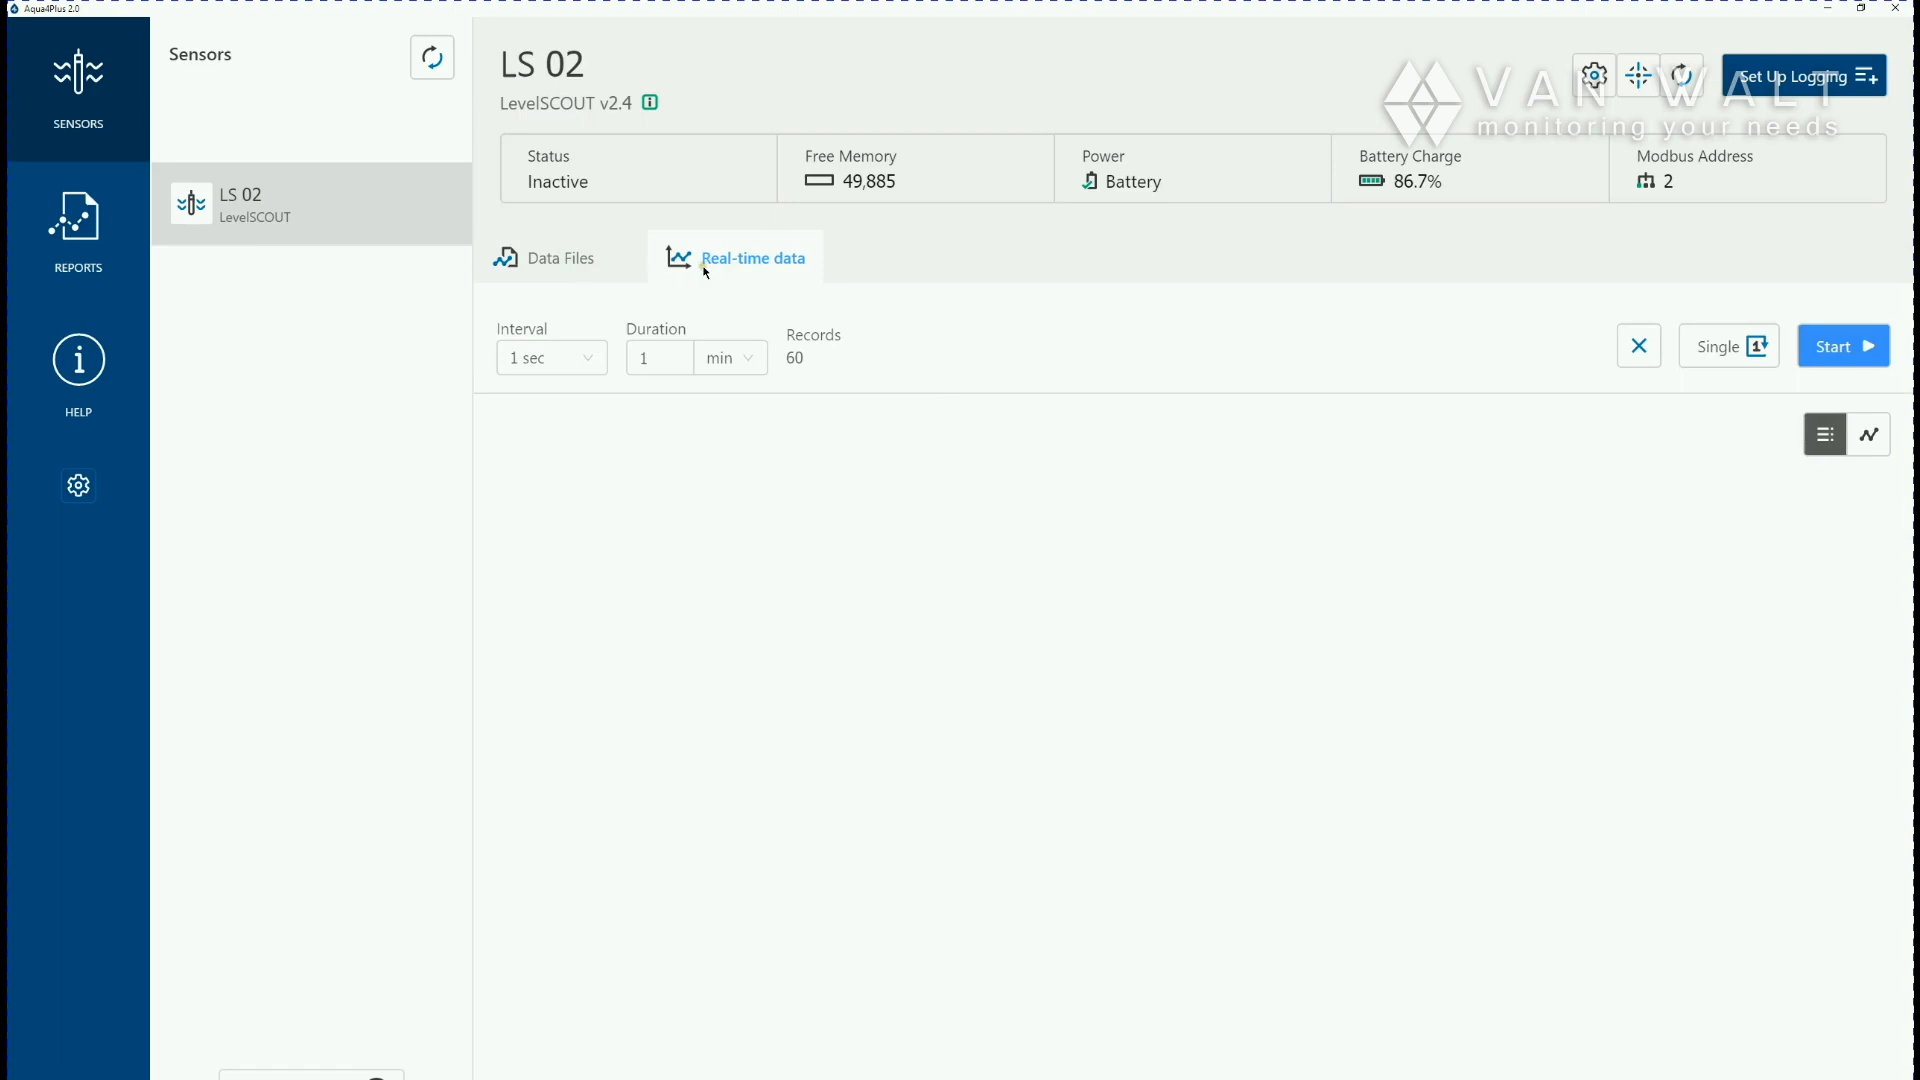 Aqua4Plus 2.0
SENSORS
REPORTS
HELP
Sensors
LS 02
LevelSCOUT
LS 02
LevelSCOUT v2.4
Set Up Logging
VAN WALT
monitoring your needs
Status
Inactive
Free Memory
49,885
Power
Battery
Battery Charge
86.7%
Modbus Address
2
Data Files
Real-time data
Interval
1 sec
Duration
1 min
Records
60
Single 1
Start